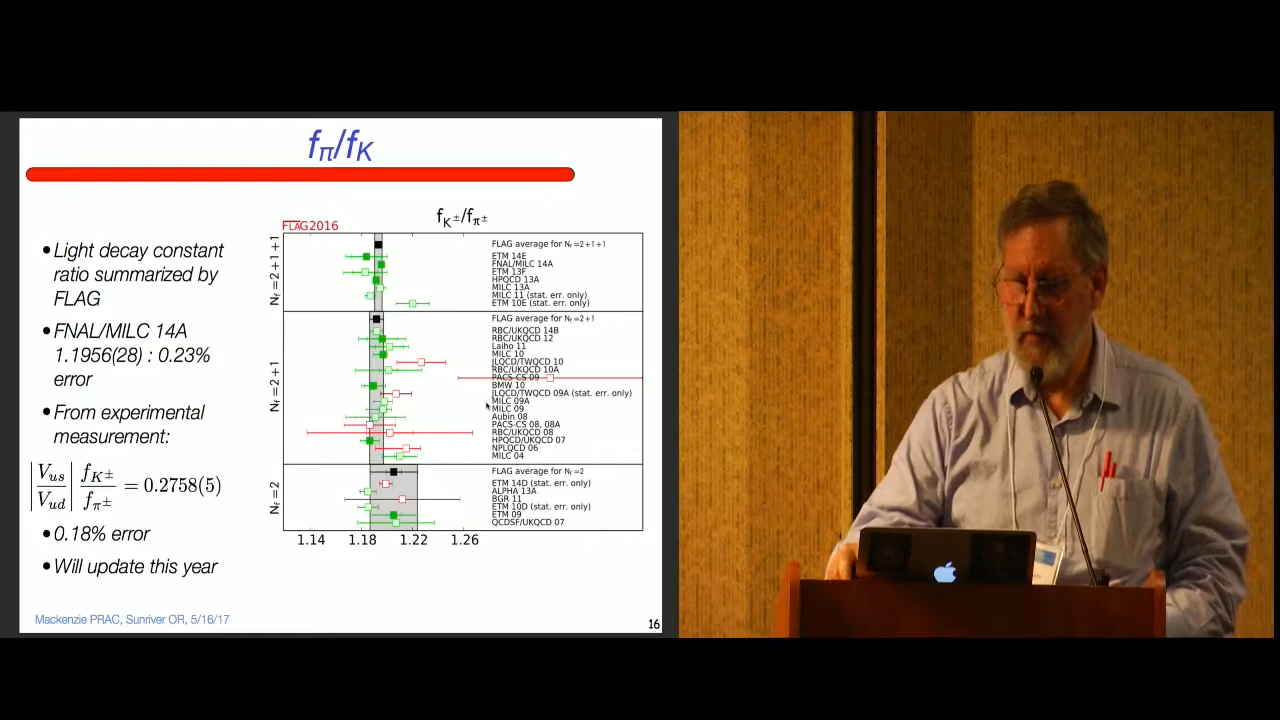 fπ/fK
•Light decay constant
ratio summarized by
FLAG
•FNAL/MILC 14A
1.1956(28) : 0.23%
error
•From experimental
measurement:
|Vus/Vud| fK±/fπ± = 0.2758(5)
•0.18% error
•Will update this year
FLAG2016
fK±/fπ±
Nf=2+1+1
FLAG average for Nf=2+1+1
ETM 14E
FNAL/MILC 14A
ETM 13F
HPQCD 13A
MILC 13A
MILC 11 (stat. err. only)
ETM 10E (stat. err. only)
Nf=2+1
FLAG average for Nf=2+1
RBC/UKQCD 14B
RBC/UKQCD 12
Laiho 11
MILC 10
JLQCD/TWQCD 10
RBC/UKQCD 10A
PACS-CS 09
BMW 10
JLQCD/TWQCD 09A (stat. err. only)
MILC 09A
MILC 09
Aubin 08
PACS-CS 08, 08A
RBC/UKQCD 08
HPQCD/UKQCD 07
NPLQCD 06
MILC 04
Nf=2
FLAG average for Nf=2
ETM 14D (stat. err. only)
ALPHA 13A
BGR 11
ETM 10D (stat. err. only)
ETM 09
QCDSF/UKQCD 07
1.14 1.18 1.22 1.26
Mackenzie PRAC, Sunriver OR, 5/16/17
16